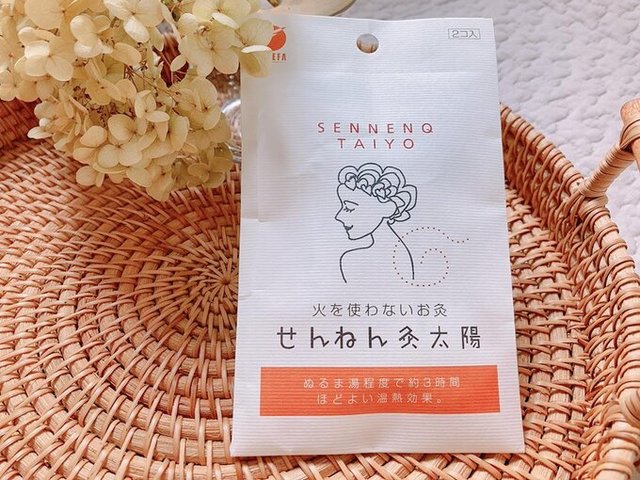 2コ入
SENNENQ
TAIYO
火を使わないお灸
せんねん灸太陽
ぬるま湯程度で約3時間
ほどよい温熱効果。